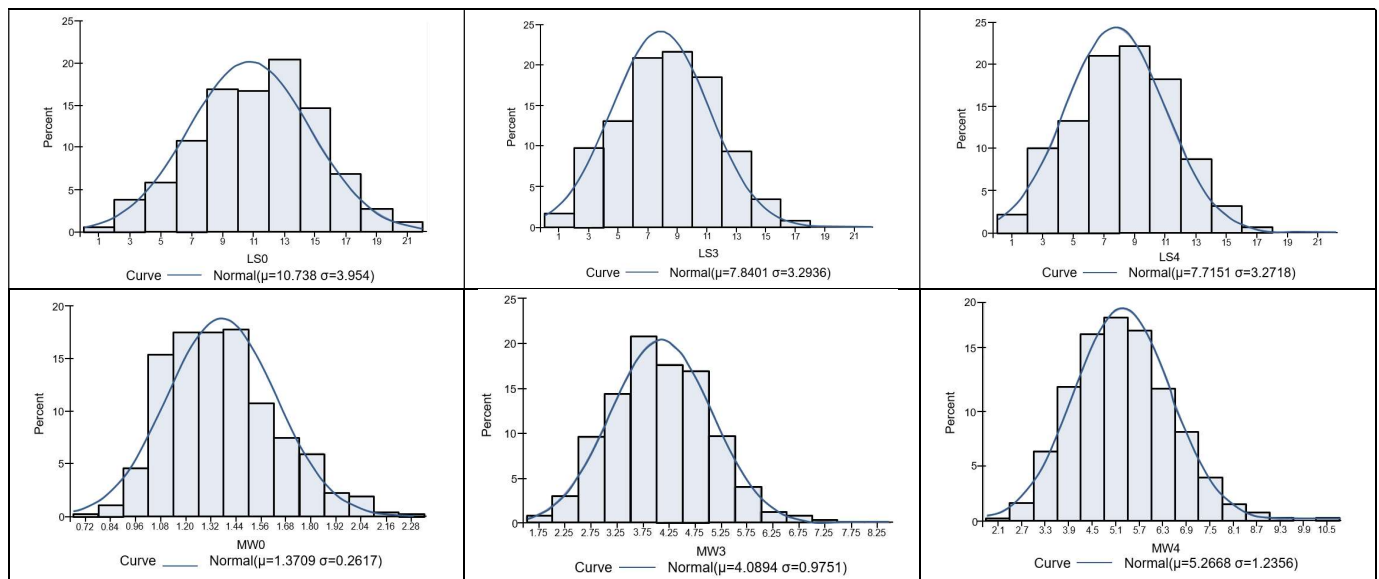 25
20
15
10
5
0
Percent
1 3 5 7 9 11 13 15 17 19 21
LS0
Curve Normal(μ=10.738 σ=3.954)
25
20
15
10
5
0
Percent
1 3 5 7 9 11 13 15 17 19 21
LS3
Curve Normal(μ=7.8401 σ=3.2936)
25
20
15
10
5
0
Percent
1 3 5 7 9 11 13 15 17 19 21
LS4
Curve Normal(μ=7.7151 σ=3.2718)
20
15
10
5
0
Percent
0.72 0.84 0.96 1.08 1.20 1.32 1.44 1.56 1.68 1.80 1.92 2.04 2.16 2.28
MW0
Curve Normal(μ=1.3709 σ=0.2617)
25
20
15
10
5
0
Percent
1.75 2.25 2.75 3.25 3.75 4.25 4.75 5.25 5.75 6.25 6.75 7.25 7.75 8.25
MW3
Curve Normal(μ=4.0894 σ=0.9751)
20
15
10
5
0
Percent
2.1 2.7 3.3 3.9 4.5 5.1 5.7 6.3 6.9 7.5 8.1 8.7 9.3 9.9 10.5
MW4
Curve Normal(μ=5.2668 σ=1.2356)